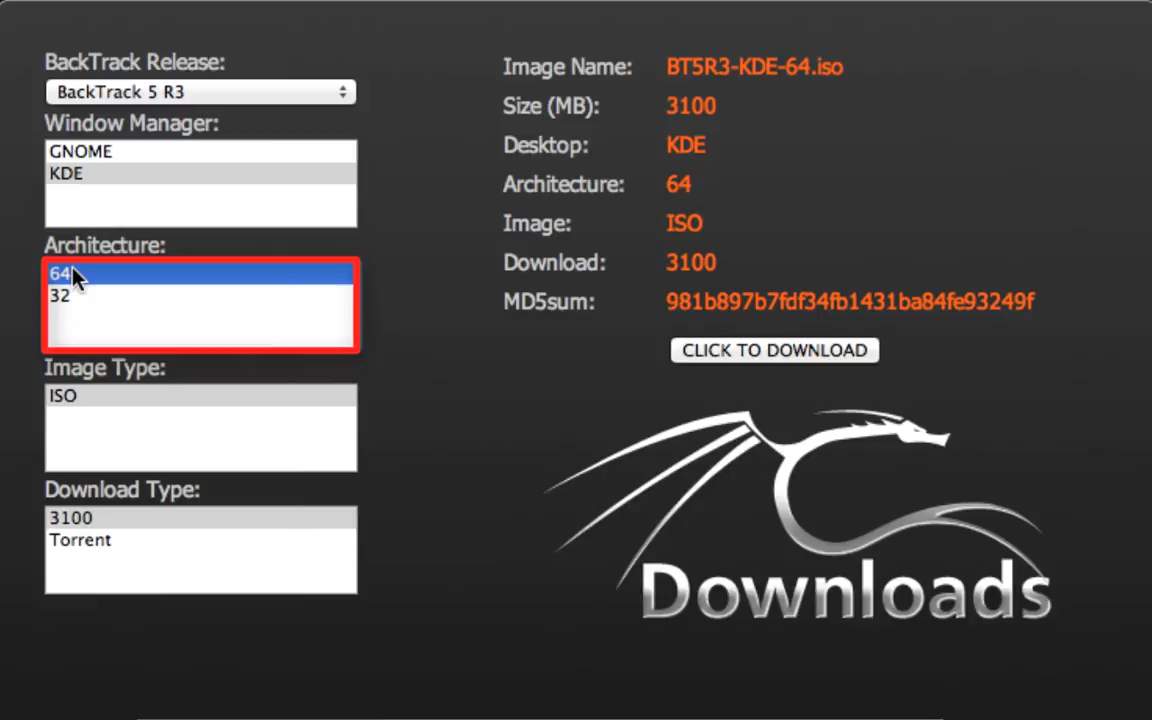 BackTrack Release:
BackTrack 5 R3
Window Manager:
GNOME
KDE
Architecture:
64
32
Image Type:
ISO
Download Type:
3100
Torrent
Image Name: BT5R3-KDE-64.iso
Size (MB): 3100
Desktop: KDE
Architecture: 64
Image: ISO
Download: 3100
MD5sum: 981b897b7fdf34fb1431ba84fe93249f
CLICK TO DOWNLOAD
Downloads